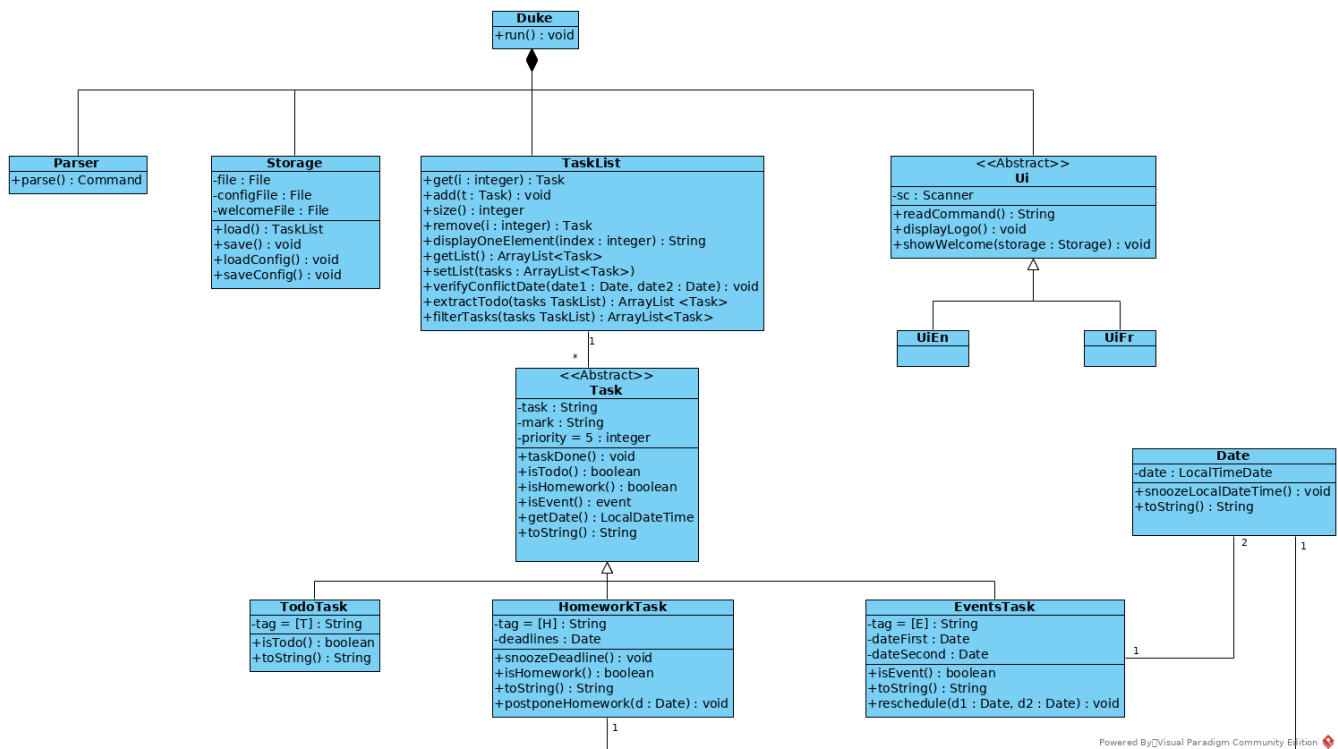 Duke
+run() : void
Parser
+parse() : Command
Storage
-file : File
-configFile : File
-welcomeFile : File
+load() : TaskList
+save() : void
+loadConfig() : void
+saveConfig() : void
TaskList
+get(i : integer) : Task
+add(t : Task) : void
+size() : integer
+remove(i : integer) : Task
+displayOneElement(index : integer) : String
+getList() : ArrayList<Task>
+setList(tasks : ArrayList<Task>)
+verifyConflictDate(date1 : Date, date2 : Date) : void
+extractTodo(tasks TaskList) : ArrayList <Task>
+filterTasks(tasks TaskList) : ArrayList<Task>
<<Abstract>>
Ui
-sc : Scanner
+readCommand() : String
+displayLogo() : void
+showWelcome(storage : Storage) : void
UiEn
UiFr
1
*
<<Abstract>>
Task
-task : String
-mark : String
-priority = 5 : integer
+taskDone() : void
+isTodo() : boolean
+isHomework() : boolean
+isEvent() : event
+getDate() : LocalDateTime
+toString() : String
Date
-date : LocalTimeDate
+snoozeLocalDateTime() : void
+toString() : String
2
1
TodoTask
-tag = [T] : String
+isTodo() : boolean
+toString() : String
HomeworkTask
-tag = [H] : String
-deadlines : Date
+snoozeDeadline() : void
+isHomework() : boolean
+toString() : String
+postponeHomework(d : Date) : void
1
EventsTask
-tag = [E] : String
-dateFirst : Date
-dateSecond : Date
+isEvent() : boolean
+toString() : String
+reschedule(d1 : Date, d2 : Date) : void
1
Powered By Visual Paradigm Community Edition